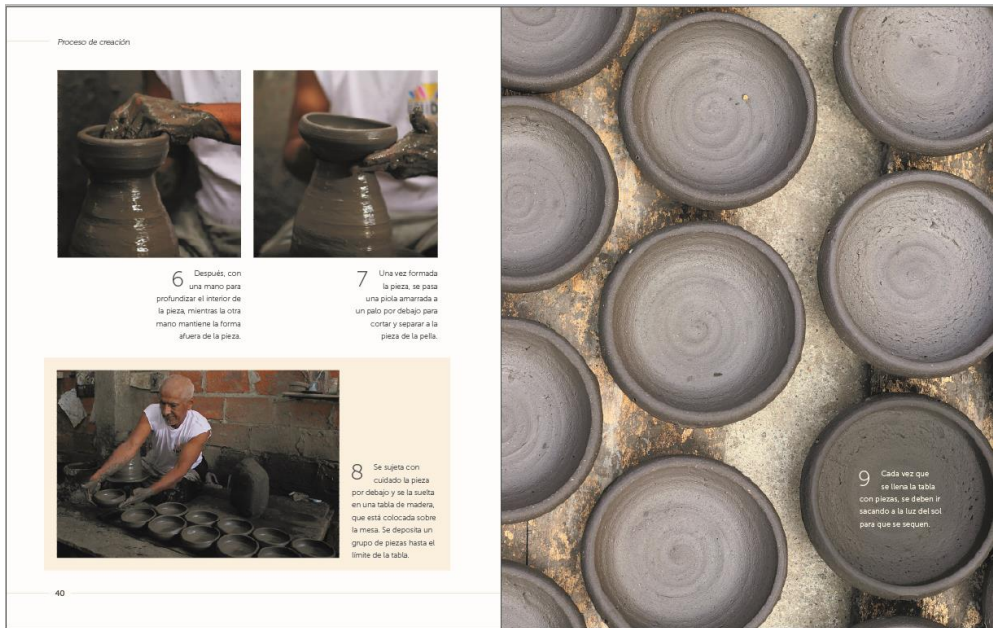 Proceso de creación
6 Después, con
una mano para
profundizar el interior de
la pieza, mientras la otra
mano mantiene la forma
afuera de la pieza.
7 Una vez formada
la pieza, se pasa
una piola amarrada a
un palo por debajo para
cortar y separar a la
pieza de la pella.
8 Se sujeta con
cuidado la pieza
por debajo y se la suelta
en una tabla de madera,
que está colocada sobre
la mesa. Se deposita un
grupo de piezas hasta el
límite de la tabla.
40
9 Cada vez que
se llena la tabla
con piezas, se deben ir
sacando a la luz del sol
para que se sequen.